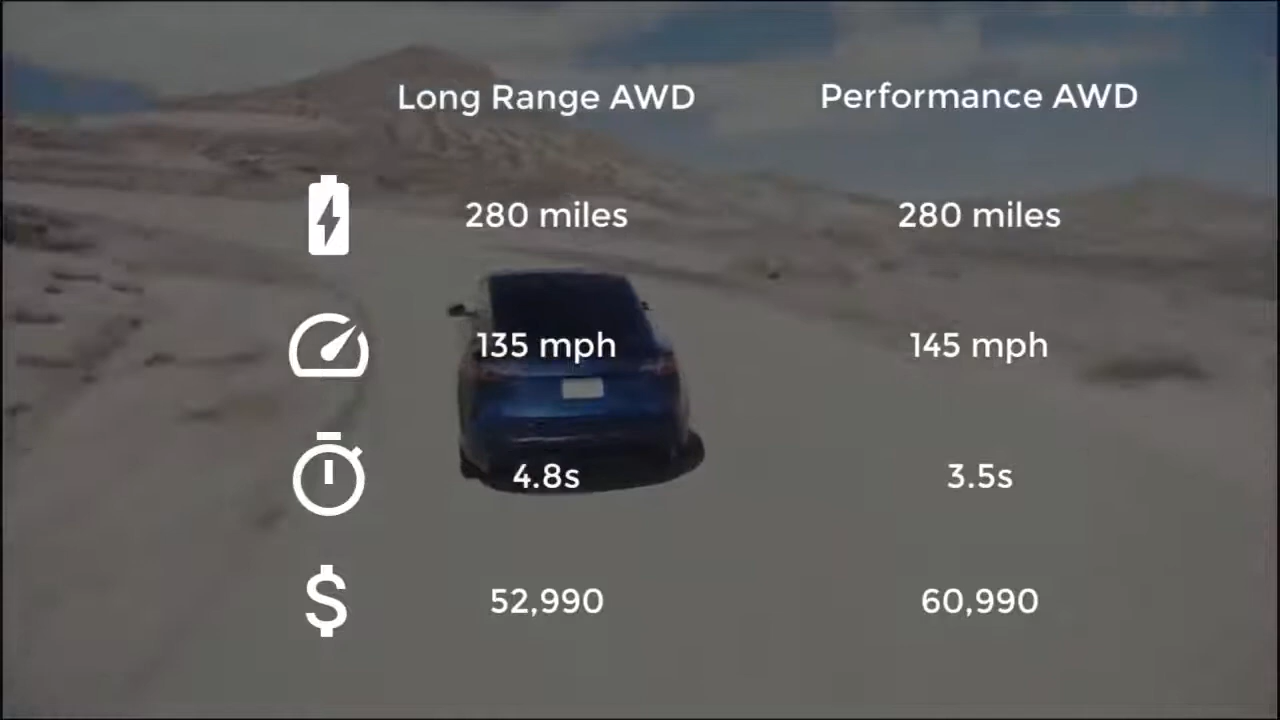 Long Range AWD Performance AWD
280 miles 280 miles
135 mph 145 mph
4.8s 3.5s
$ 52,990 60,990